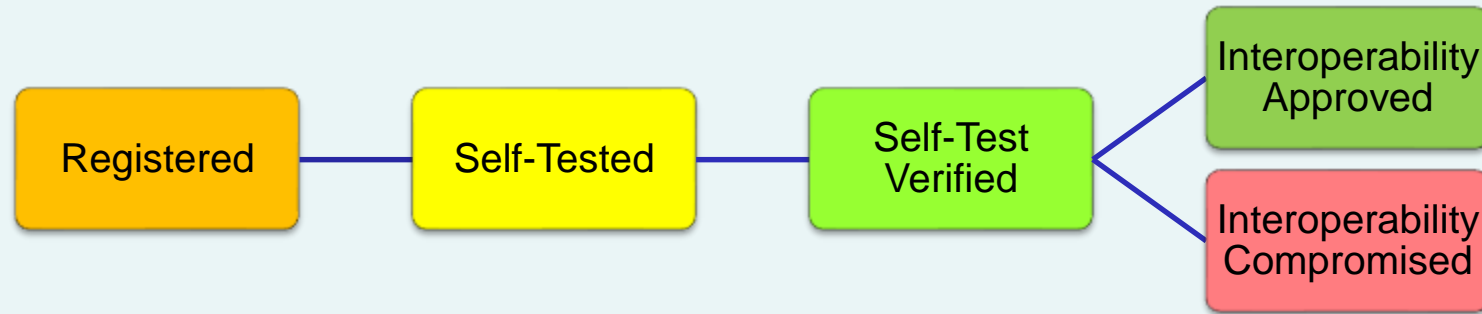 Registered
Self-Tested
Self-Test
Verified
Interoperability
Approved
Interoperability
Compromised